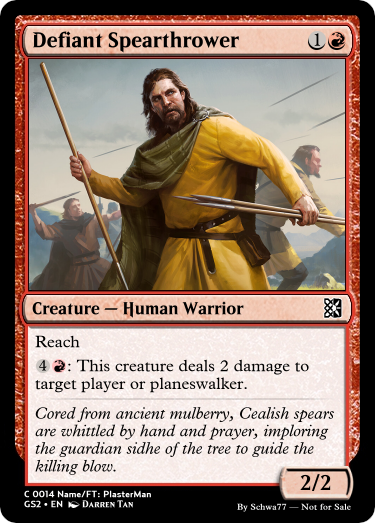 Defiant Spearthrower 1
Creature — Human Warrior
Reach
4 : This creature deals 2 damage to
target player or planeswalker.
Cored from ancient mulberry, Cealish spears
are whittled by hand and prayer, imploring
the guardian sidhe of the tree to guide the
killing blow.
2/2
C 0014 Name/FT: PlasterMan
GS2 • EN Darren Tan
By Schwa77 — Not for Sale